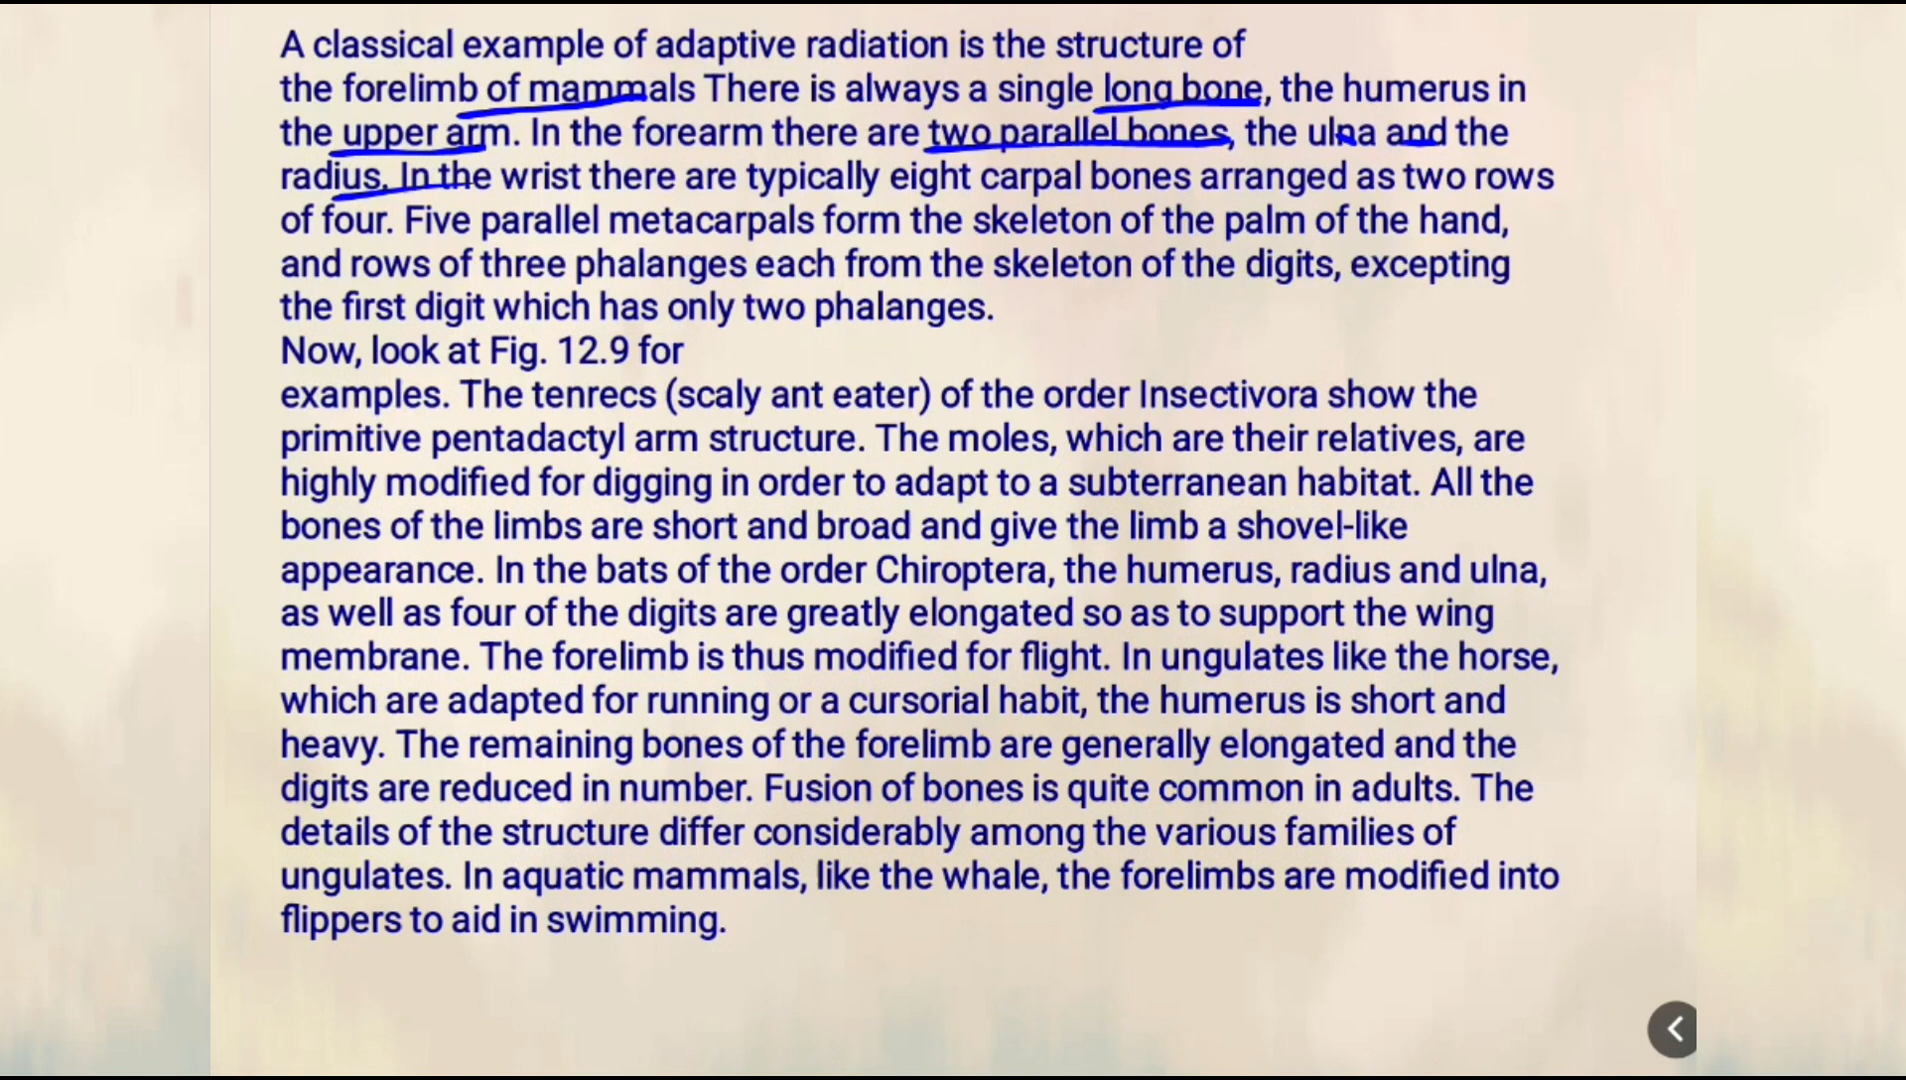 A classical example of adaptive radiation is the structure of
the forelimb of mammals There is always a single long bone, the humerus in
the upper arm. In the forearm there are two parallel bones, the ulna and the
radius. In the wrist there are typically eight carpal bones arranged as two rows
of four. Five parallel metacarpals form the skeleton of the palm of the hand,
and rows of three phalanges each from the skeleton of the digits, excepting
the first digit which has only two phalanges.
Now, look at Fig. 12.9 for
examples. The tenrecs (scaly ant eater) of the order Insectivora show the
primitive pentadactyl arm structure. The moles, which are their relatives, are
highly modified for digging in order to adapt to a subterranean habitat. All the
bones of the limbs are short and broad and give the limb a shovel-like
appearance. In the bats of the order Chiroptera, the humerus, radius and ulna,
as well as four of the digits are greatly elongated so as to support the wing
membrane. The forelimb is thus modified for flight. In ungulates like the horse,
which are adapted for running or a cursorial habit, the humerus is short and
heavy. The remaining bones of the forelimb are generally elongated and the
digits are reduced in number. Fusion of bones is quite common in adults. The
details of the structure differ considerably among the various families of
ungulates. In aquatic mammals, like the whale, the forelimbs are modified into
flippers to aid in swimming.